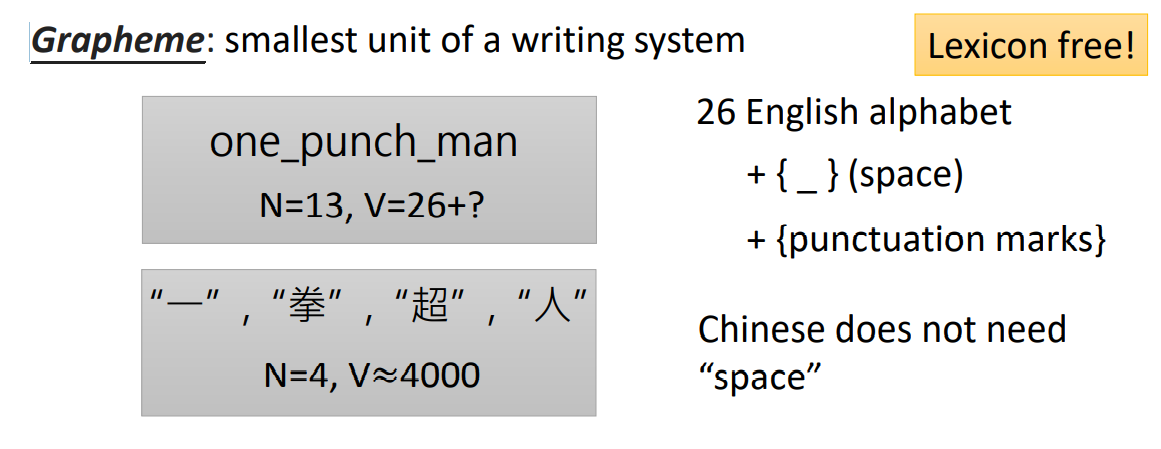 Grapheme: smallest unit of a writing system
Lexicon free!
one_punch_man
N=13, V=26+?
“一” , “拳” , “超” , “人”
N=4, V≈4000
26 English alphabet
+ { _ } (space)
+ {punctuation marks}
Chinese does not need
“space”